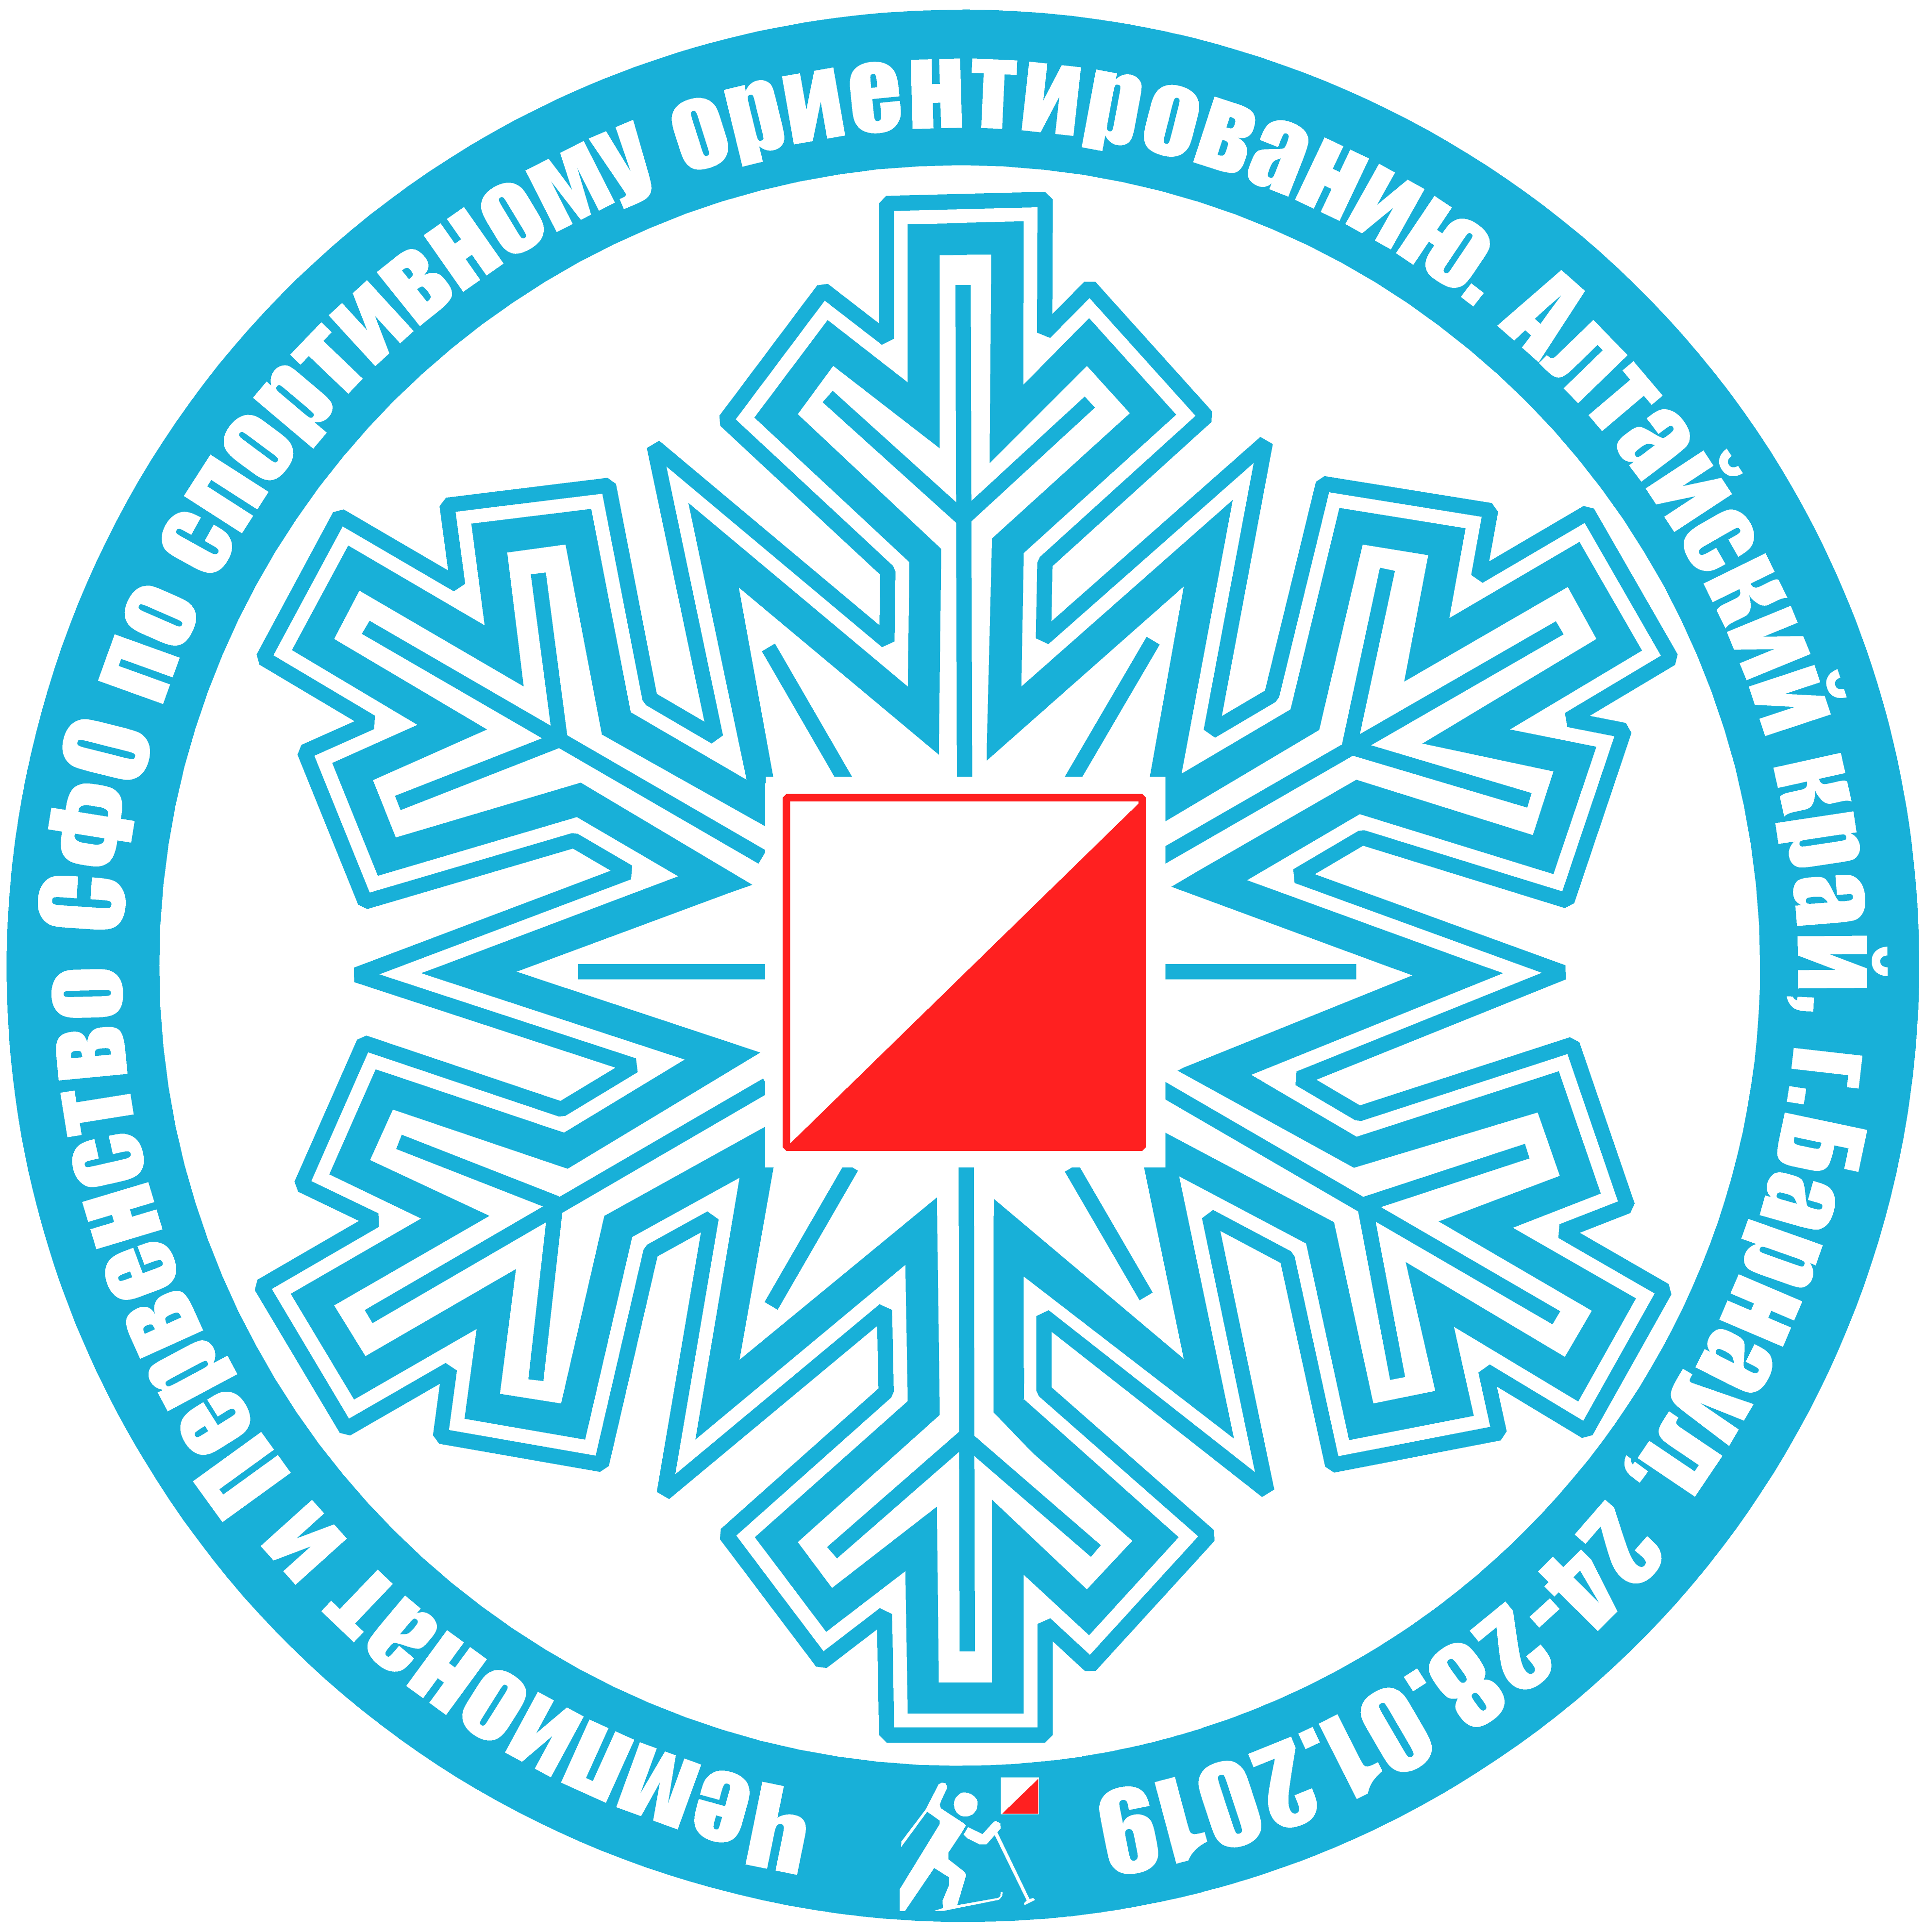 Чемпионат и Первенство СФО по спортивному ориентированию. Алтайский край, г. Барнаул, 24-28.01.2019